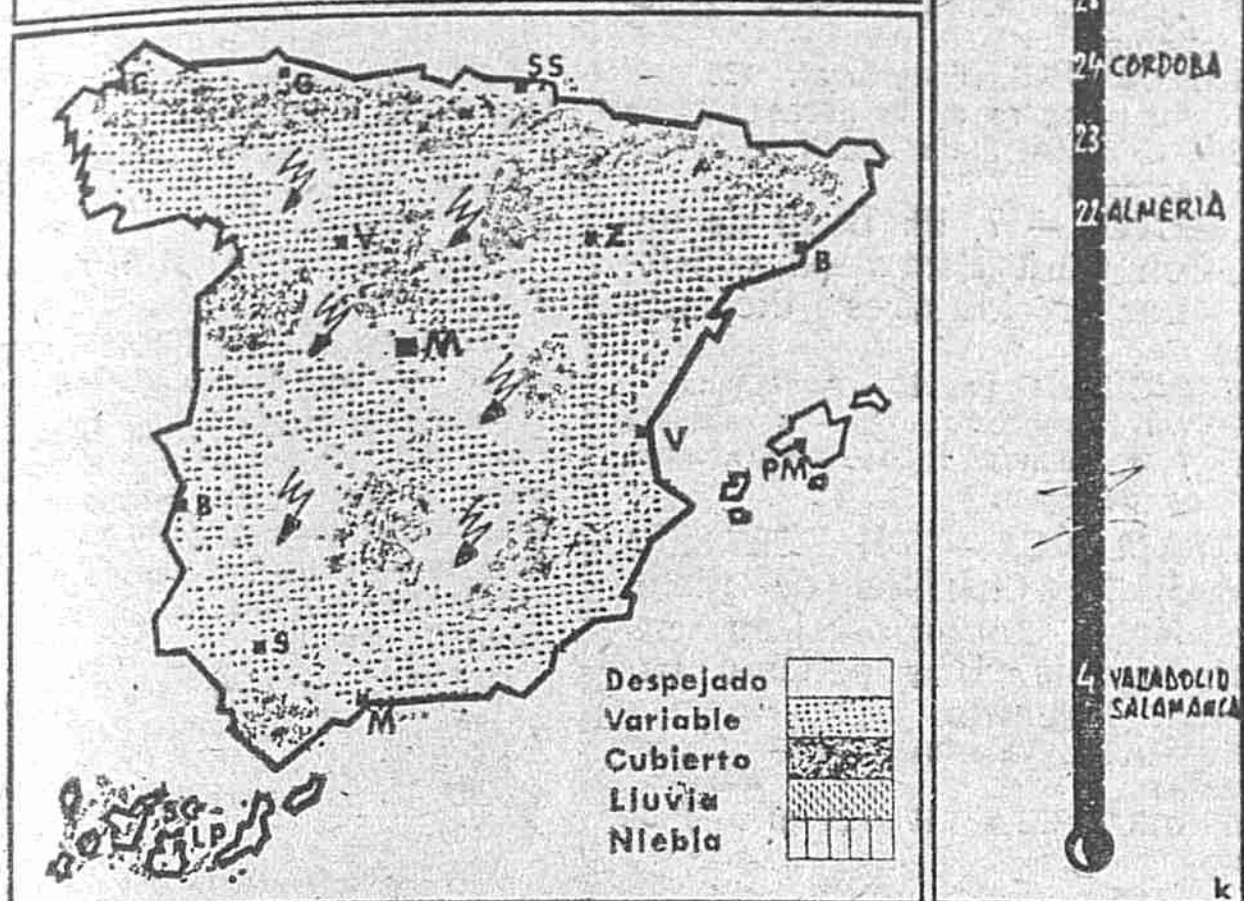 C
G
SS
V
Z
B
M
V
PM
B
S
M
SC
LP
Despejado
Variable
Cubierto
Lluvia
Niebla
24 CORDOBA
23
22 ALMERIA
4 VALLADOLID
SALAMANCA
k